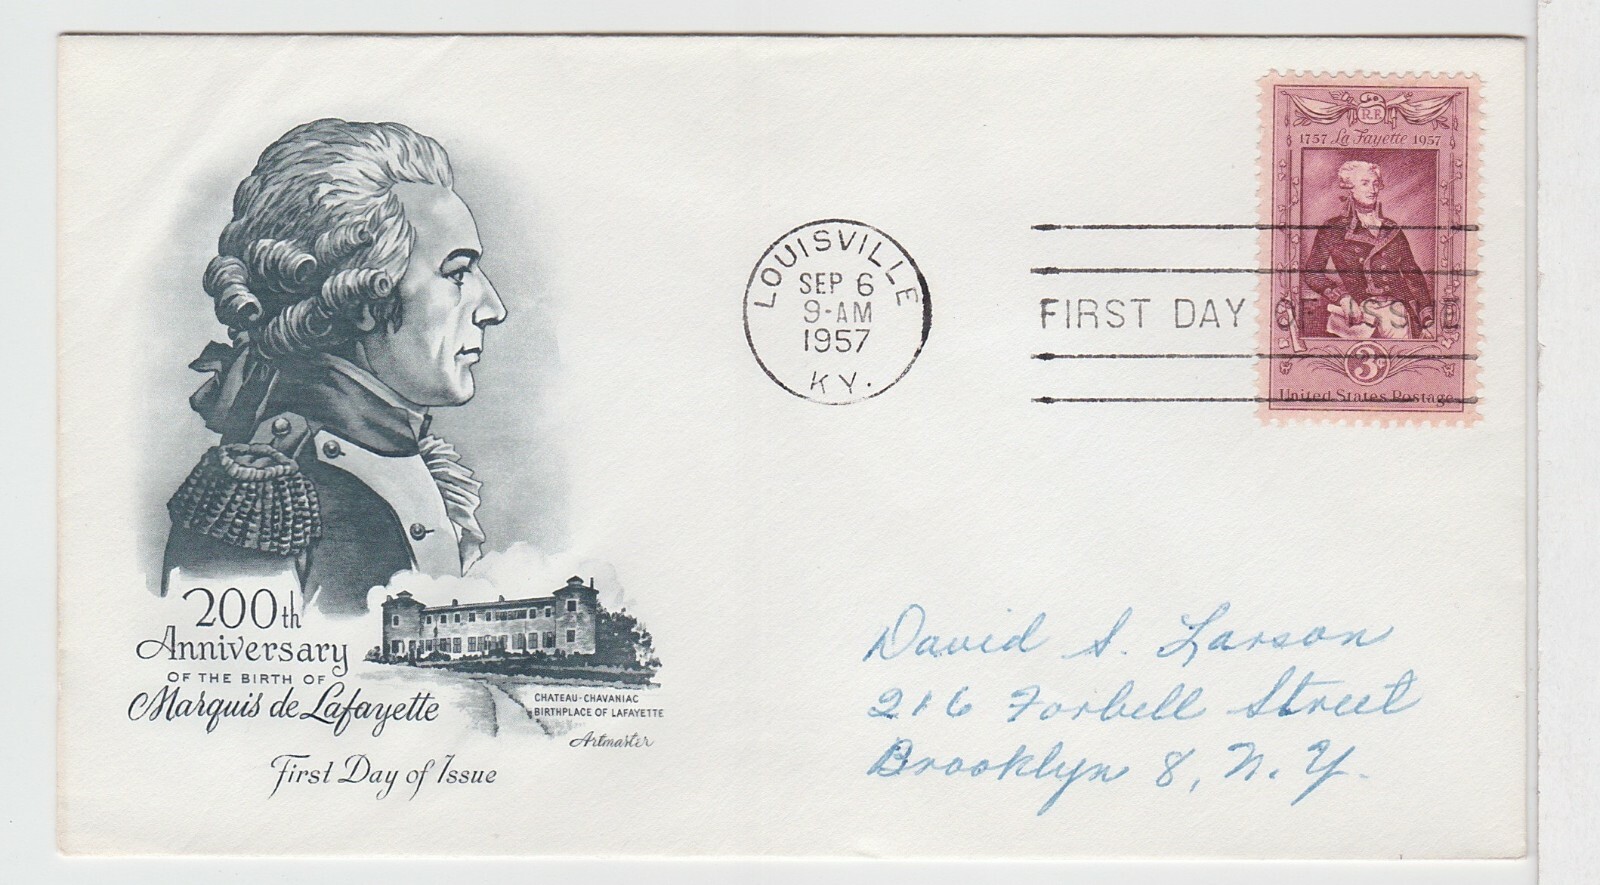 200th
Anniversary
OF THE BIRTH OF
Marquis de Lafayette
First Day of Issue
CHATEAU-CHAVANIAC
BIRTHPLACE OF LAFAYETTE
Artmaster
LOUISVILLE
SEP 6
9-AM
1957
KY.
FIRST DAY OF ISSUE
R.F.
1757 La Fayette 1957
3¢
United States Postage
David S. Larson
216 Forbell Street
Brooklyn 8, N.Y.